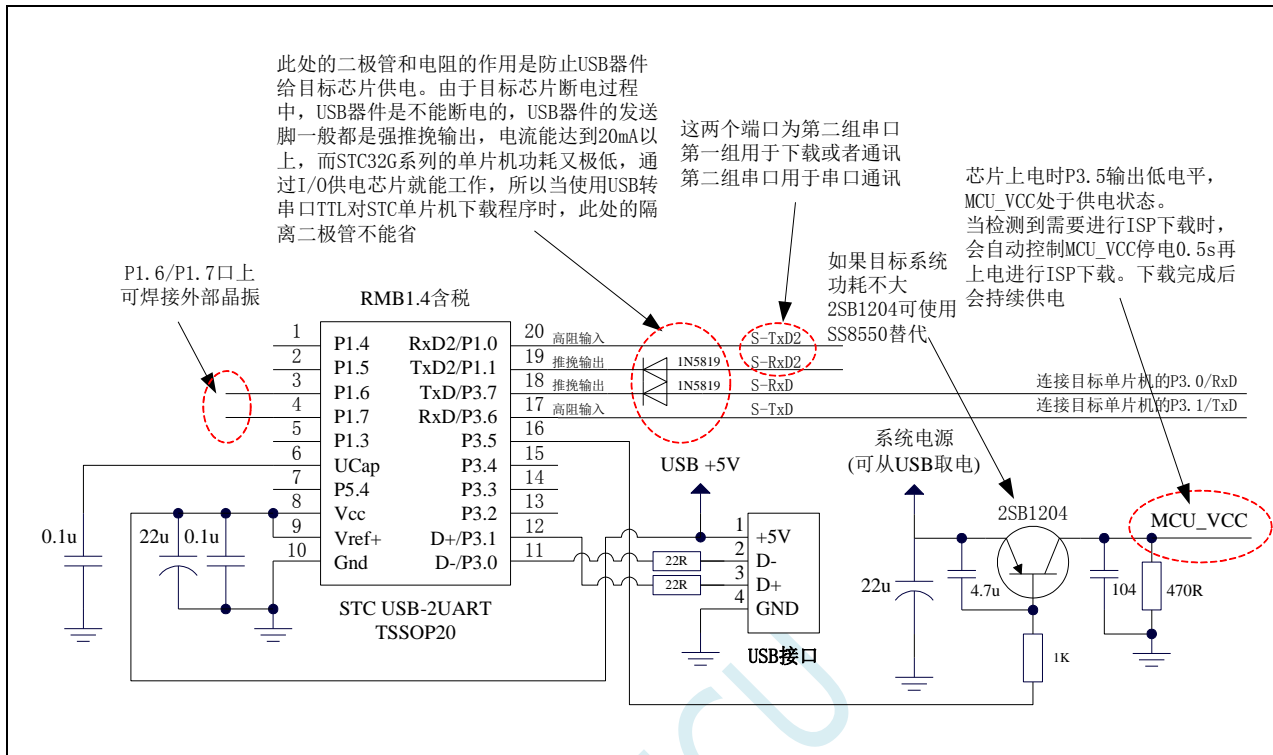 此处的二极管和电阻的作用是防止USB器件
给目标芯片供电。由于目标芯片断电过程
中，USB器件是不能断电的，USB器件的发送
脚一般都是强推挽输出，电流能达到20mA以
上，而STC32G系列的单片机功耗又极低，通
过I/O供电芯片就能工作，所以当使用USB转
串口TTL对STC单片机下载程序时，此处的隔
离二极管不能省
这两个端口为第二组串口
第一组用于下载或者通讯
第二组串口用于串口通讯
芯片上电时P3.5输出低电平，
MCU_VCC处于供电状态。
当检测到需要进行ISP下载时，
会自动控制MCU_VCC停电0.5s再
上电进行ISP下载。下载完成后
会持续供电
如果目标系统
功耗不大
2SB1204可使用
SS8550替代
P1.6/P1.7口上
可焊接外部晶振
RMB1.4含税
1 P1.4 RxD2/P1.0 20 高阻输入 S-TxD2
2 P1.5 TxD2/P1.1 19 推挽输出 1N5819 S-RxD2
3 P1.6 TxD/P3.7 18 推挽输出 1N5819 S-RxD 连接目标单片机的P3.0/RxD
4 P1.7 RxD/P3.6 17 高阻输入 S-TxD 连接目标单片机的P3.1/TxD
5 P1.3 P3.5 16
6 UCap P3.4 15
7 P5.4 P3.3 14
8 Vcc P3.2 13
9 Vref+ D+/P3.1 12
10 Gnd D-/P3.0 11
STC USB-2UART
TSSOP20
0.1u
22u
0.1u
USB +5V
22R
22R
1 +5V
2 D-
3 D+
4 GND
USB接口
系统电源
(可从USB取电)
2SB1204
MCU_VCC
22u
4.7u
104
470R
1K
MCU